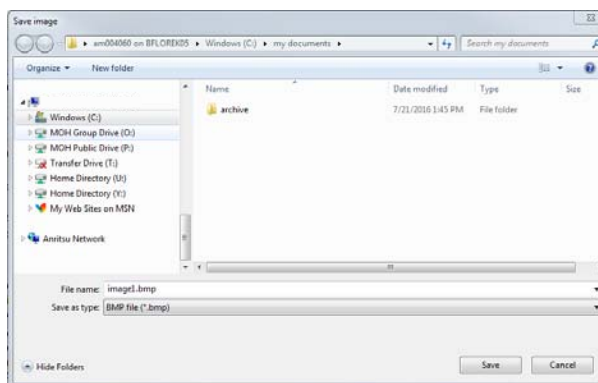 Save image
am004060 on BFLOREK05 ▸ Windows (C:) ▸ my documents ▸
Search my documents
Organize
New folder
Name
Date modified
Type
Size
archive
7/21/2016 1:45 PM
File folder
Windows (C:)
MOH Group Drive (O:)
MOH Public Drive (P:)
Transfer Drive (T:)
Home Directory (U:)
Home Directory (Y:)
My Web Sites on MSN
Anritsu Network
File name: image1.bmp
Save as type: BMP file (*.bmp)
Hide Folders
Save
Cancel